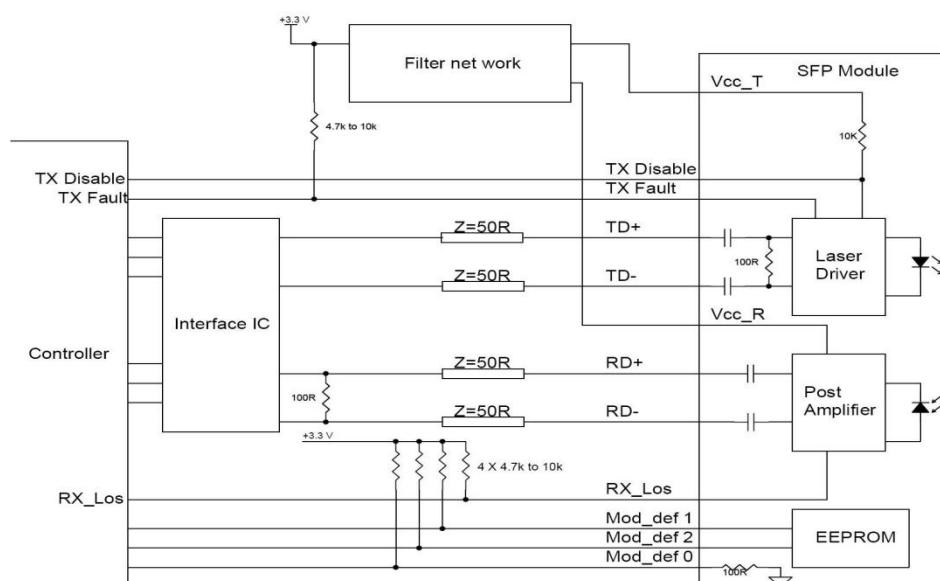 +3.3 V
Filter net work
SFP Module
Vcc_T
4.7k to 10k
10K
TX Disable
TX Disable
TX Fault
TX Fault
Z=50R
TD+
Laser
Driver
100R
Z=50R
TD-
Interface IC
Vcc_R
Controller
Z=50R
RD+
Post
Amplifier
100R
Z=50R
RD-
+3.3 V
4 X 4.7k to 10k
RX_Los
RX_Los
Mod_def 1
Mod_def 2
EEPROM
Mod_def 0
100R